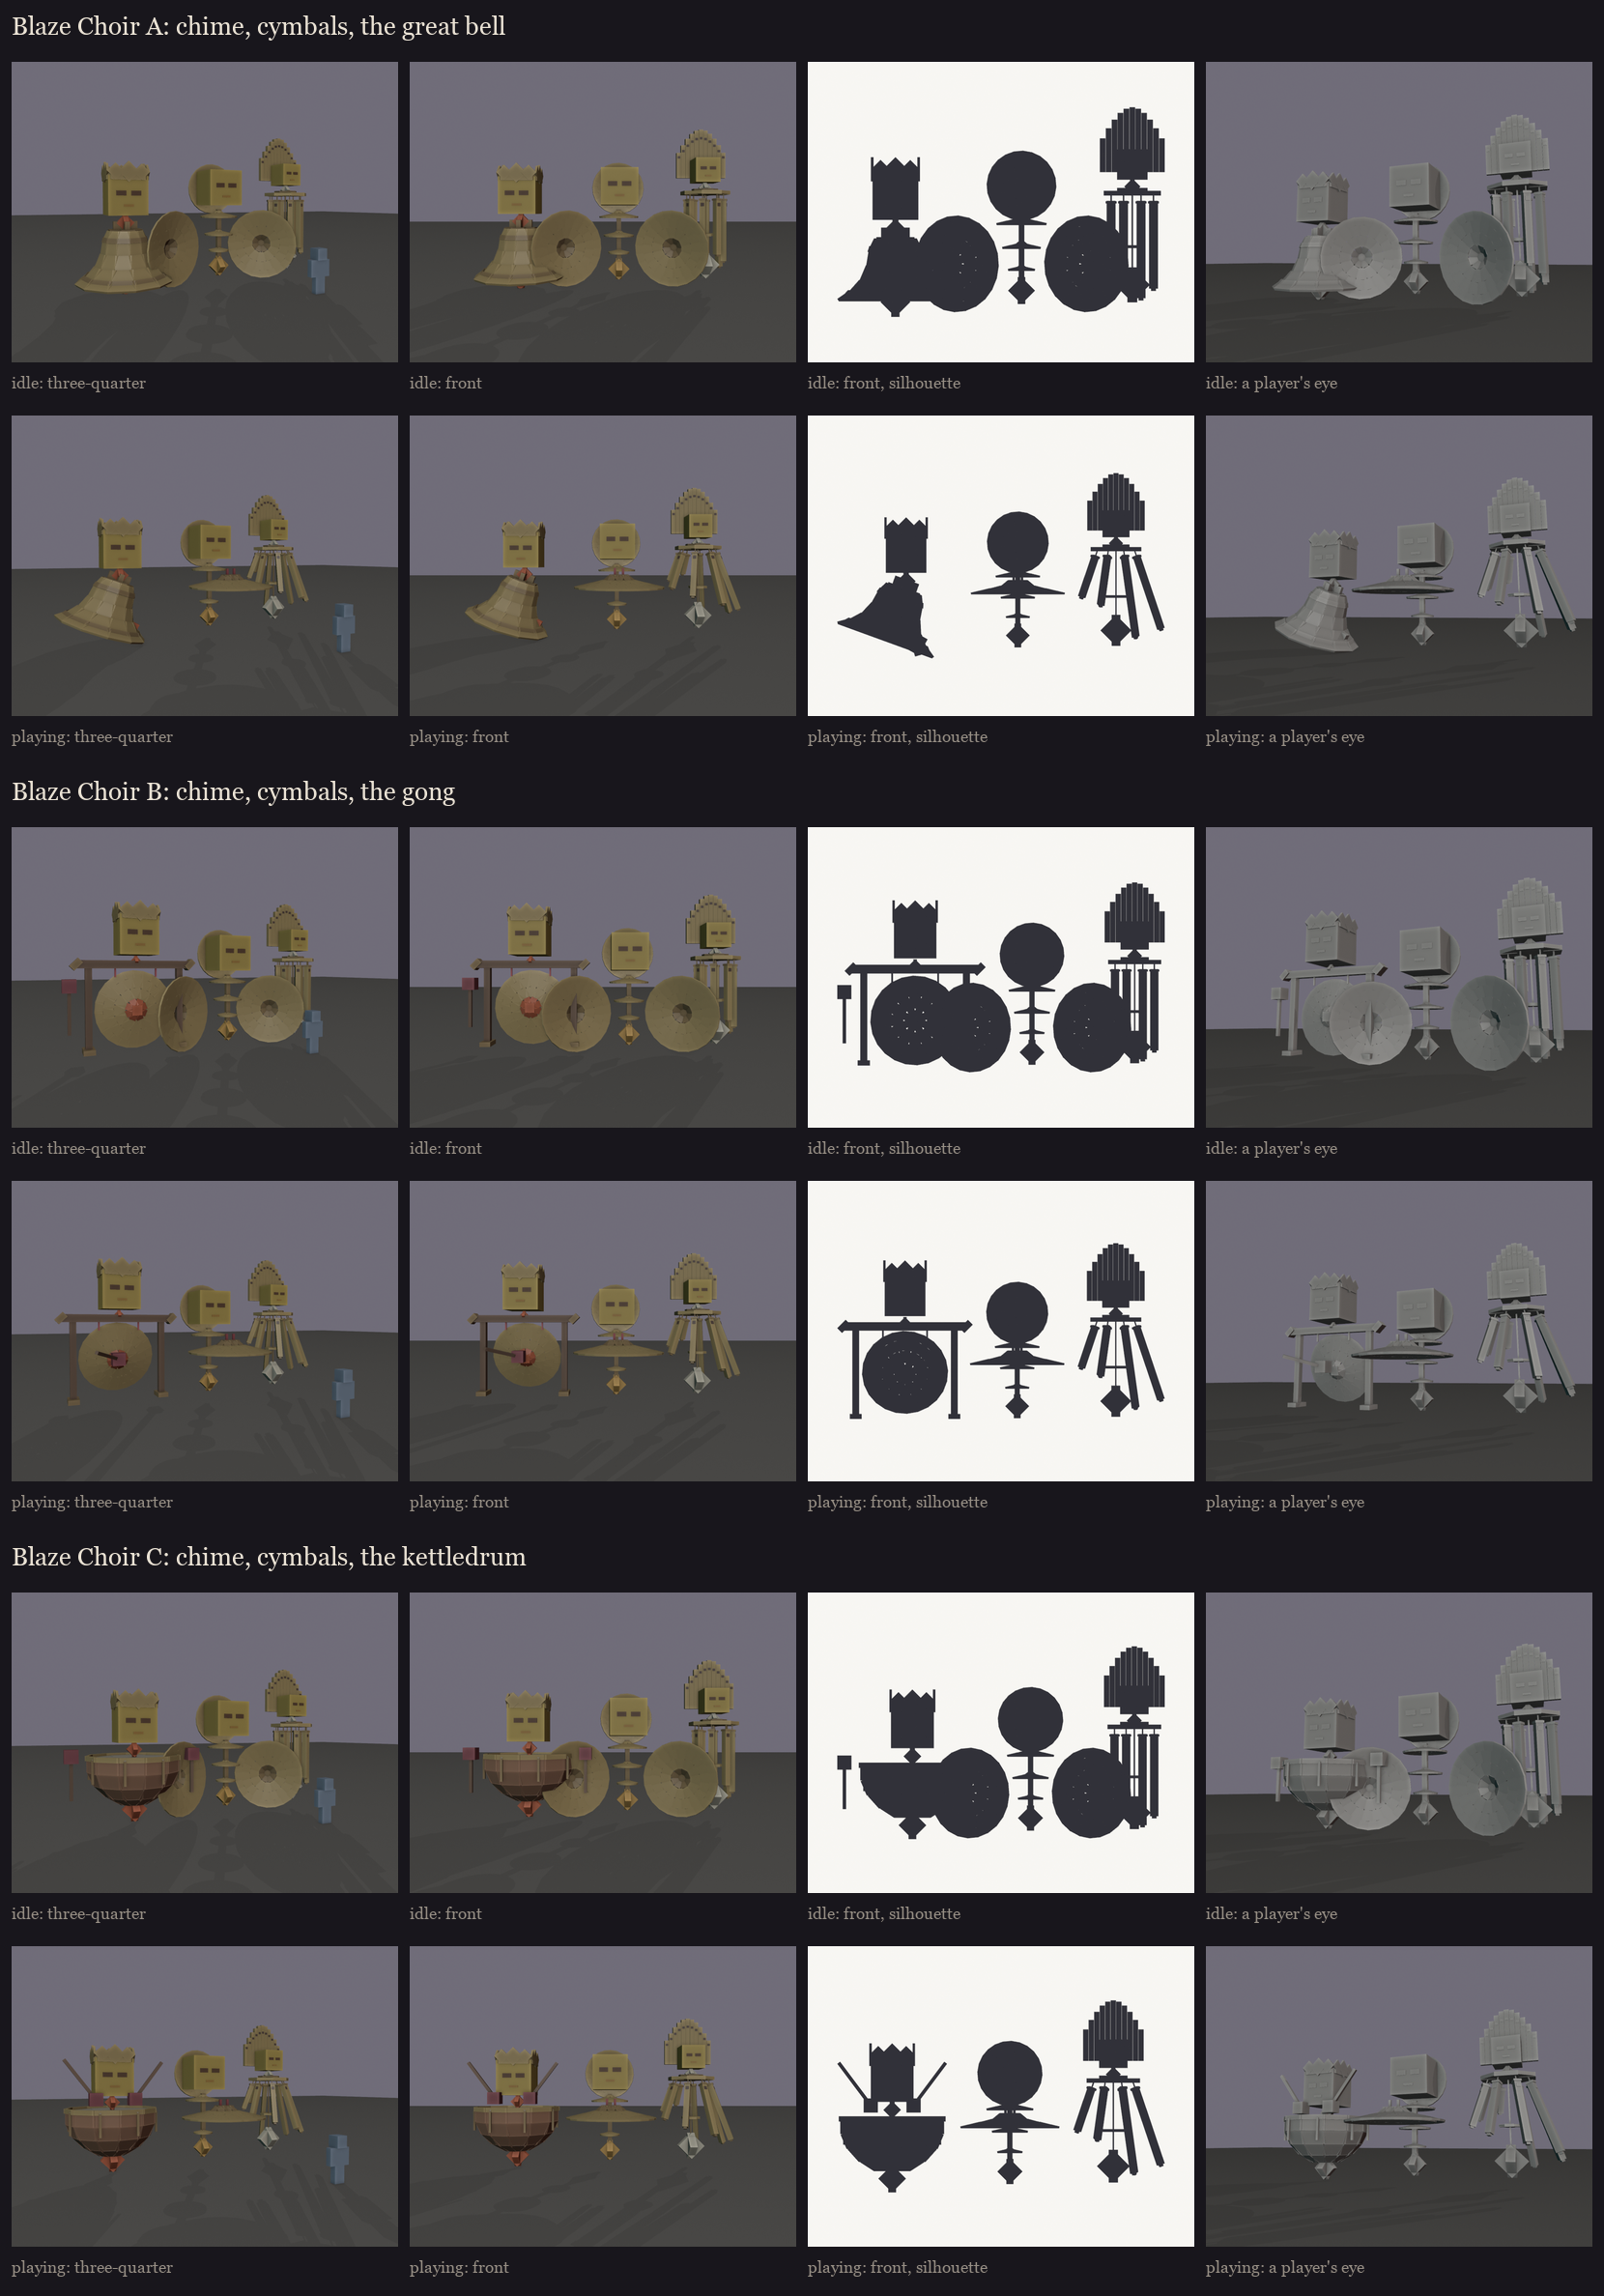 Blaze Choir A: chime, cymbals, the great bell
idle: three-quarter
idle: front
idle: front, silhouette
idle: a player's eye
playing: three-quarter
playing: front
playing: front, silhouette
playing: a player's eye
Blaze Choir B: chime, cymbals, the gong
idle: three-quarter
idle: front
idle: front, silhouette
idle: a player's eye
playing: three-quarter
playing: front
playing: front, silhouette
playing: a player's eye
Blaze Choir C: chime, cymbals, the kettledrum
idle: three-quarter
idle: front
idle: front, silhouette
idle: a player's eye
playing: three-quarter
playing: front
playing: front, silhouette
playing: a player's eye